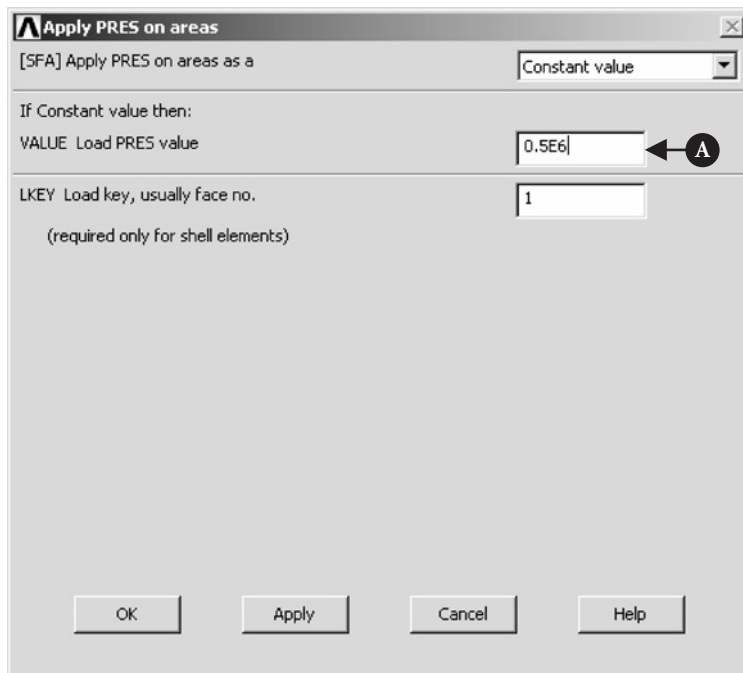 Apply PRES on areas
[SFA] Apply PRES on areas as a
Constant value
If Constant value then:
VALUE Load PRES value
0.5E6
A
LKEY Load key, usually face no.
1
(required only for shell elements)
OK
Apply
Cancel
Help